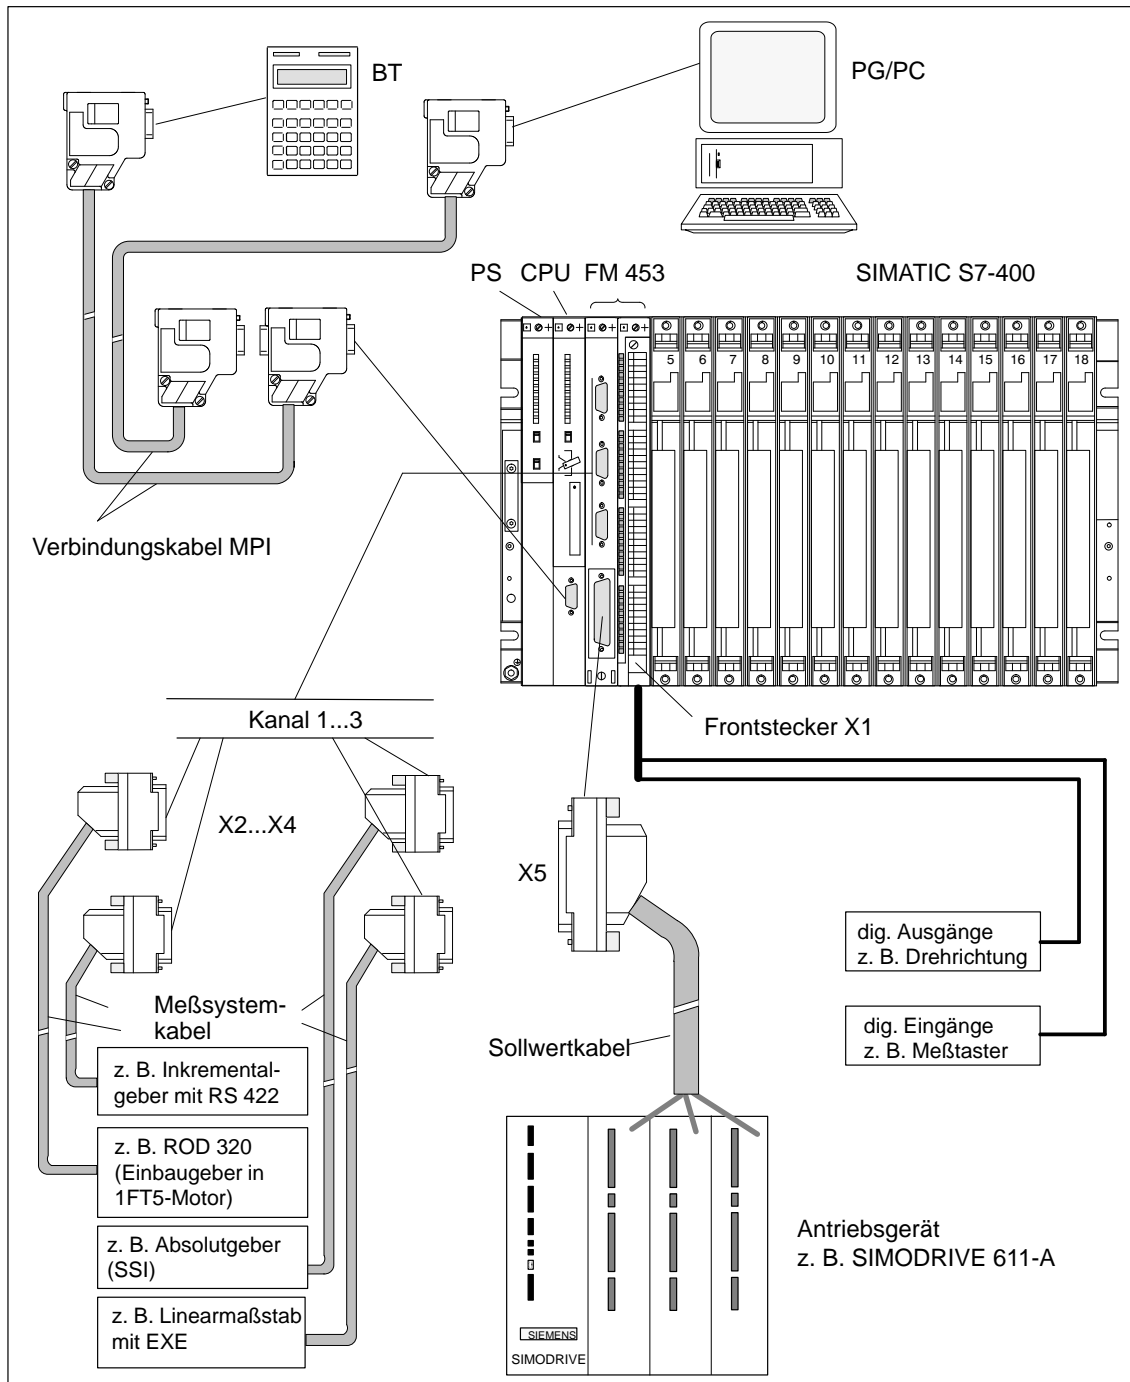 BT
PG/PC
PS CPU FM 453
SIMATIC S7-400
5 6 7 8 9 10 11 12 13 14 15 16 17 18
Verbindungskabel MPI
Kanal 1...3
Frontstecker X1
X2...X4
X5
dig. Ausgänge
z. B. Drehrichtung
Meßsystem-
kabel
dig. Eingänge
z. B. Meßtaster
Sollwertkabel
z. B. Inkremental-
geber mit RS 422
z. B. ROD 320
(Einbaugeber in
1FT5-Motor)
z. B. Absolutgeber
(SSI)
z. B. Linearmaßstab
mit EXE
Antriebsgerät
z. B. SIMODRIVE 611-A
SIEMENS
SIMODRIVE